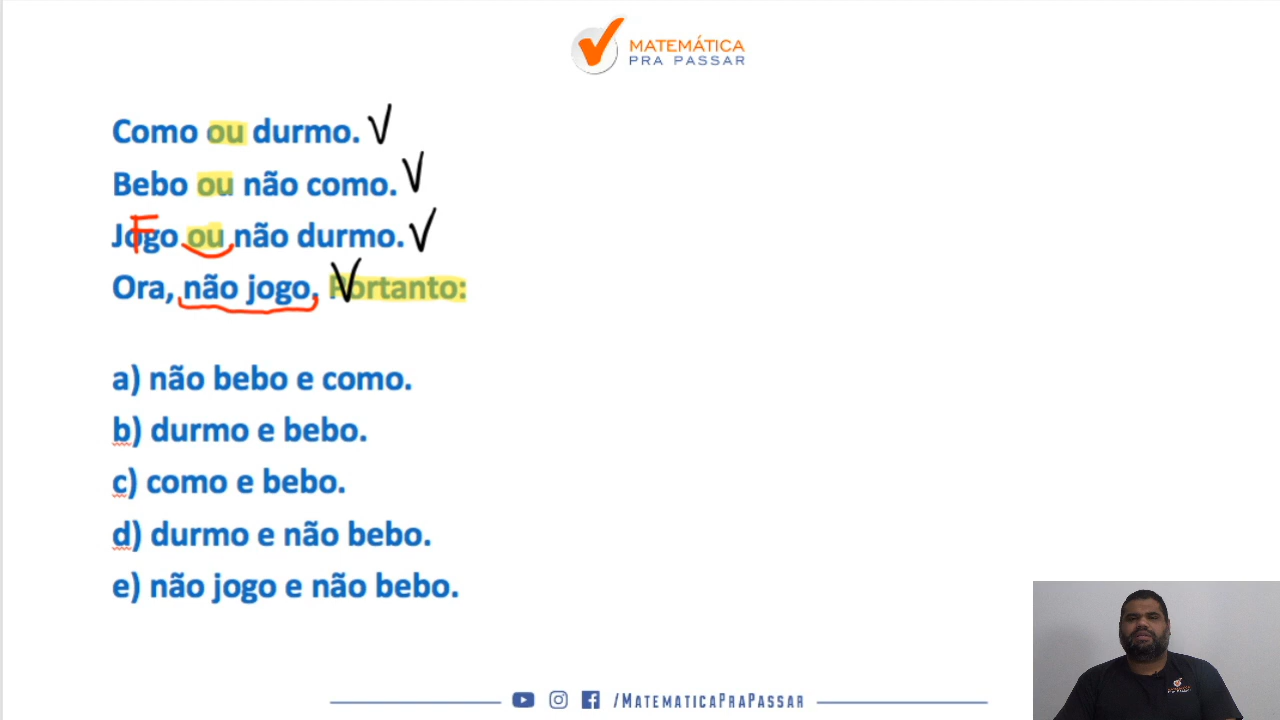 MATEMÁTICA
PRA PASSAR
Como ou durmo. V
Bebo ou não como. V
F
Jogo ou não durmo. V
Ora, não jogo. V Portanto:
a) não bebo e como.
b) durmo e bebo.
c) como e bebo.
d) durmo e não bebo.
e) não jogo e não bebo.
/MATEMATICAPRAPASSAR